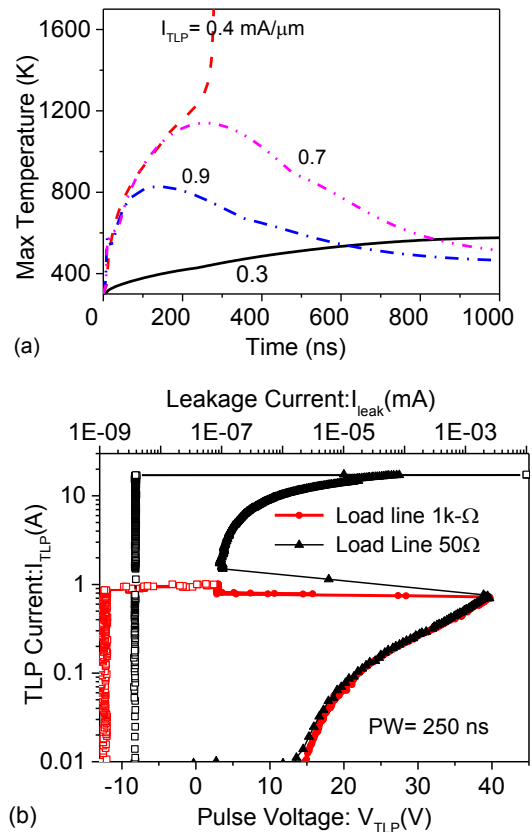 1600
1200
800
400
Max Temperature (K)
I_TLP= 0.4 mA/μm
0.7
0.9
0.3
0 200 400 600 800 1000
Time (ns)
(a)
Leakage Current:I_leak(mA)
1E-09 1E-07 1E-05 1E-03
10
1
0.1
0.01
TLP Current:I_TLP(A)
Load line 1k-Ω
Load Line 50Ω
PW= 250 ns
-10 0 10 20 30 40
Pulse Voltage: V_TLP(V)
(b)